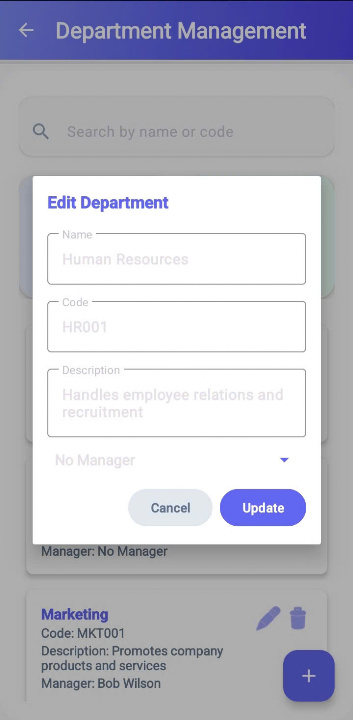 Department Management
Search by name or code
Edit Department
Name
Human Resources
Code
HR001
Description
Handles employee relations and
recruitment
No Manager
Cancel
Update
Manager: No Manager
Marketing
Code: MKT001
Description: Promotes company
products and services
Manager: Bob Wilson